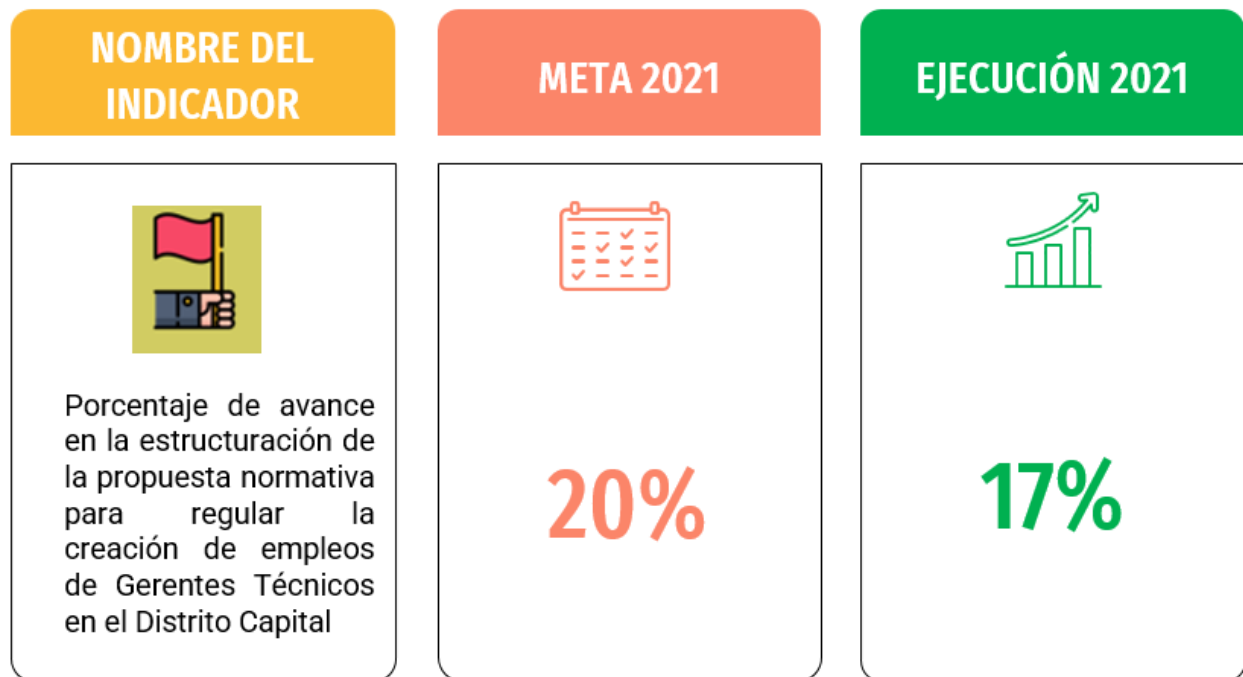 NOMBRE DEL
INDICADOR
META 2021
EJECUCIÓN 2021
Porcentaje de avance
en la estructuración de
la propuesta normativa
para regular la
creación de empleos
de Gerentes Técnicos
en el Distrito Capital
20%
17%